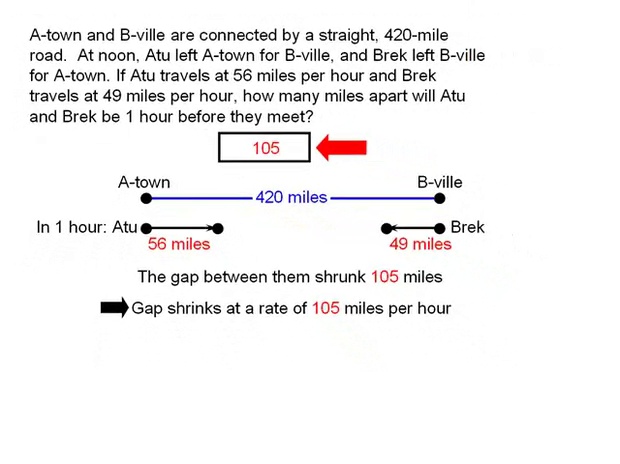 A-town and B-ville are connected by a straight, 420-mile
road. At noon, Atu left A-town for B-ville, and Brek left B-ville
for A-town. If Atu travels at 56 miles per hour and Brek
travels at 49 miles per hour, how many miles apart will Atu
and Brek be 1 hour before they meet?
105
A-town B-ville
420 miles
In 1 hour: Atu Brek
56 miles 49 miles
The gap between them shrunk 105 miles
Gap shrinks at a rate of 105 miles per hour